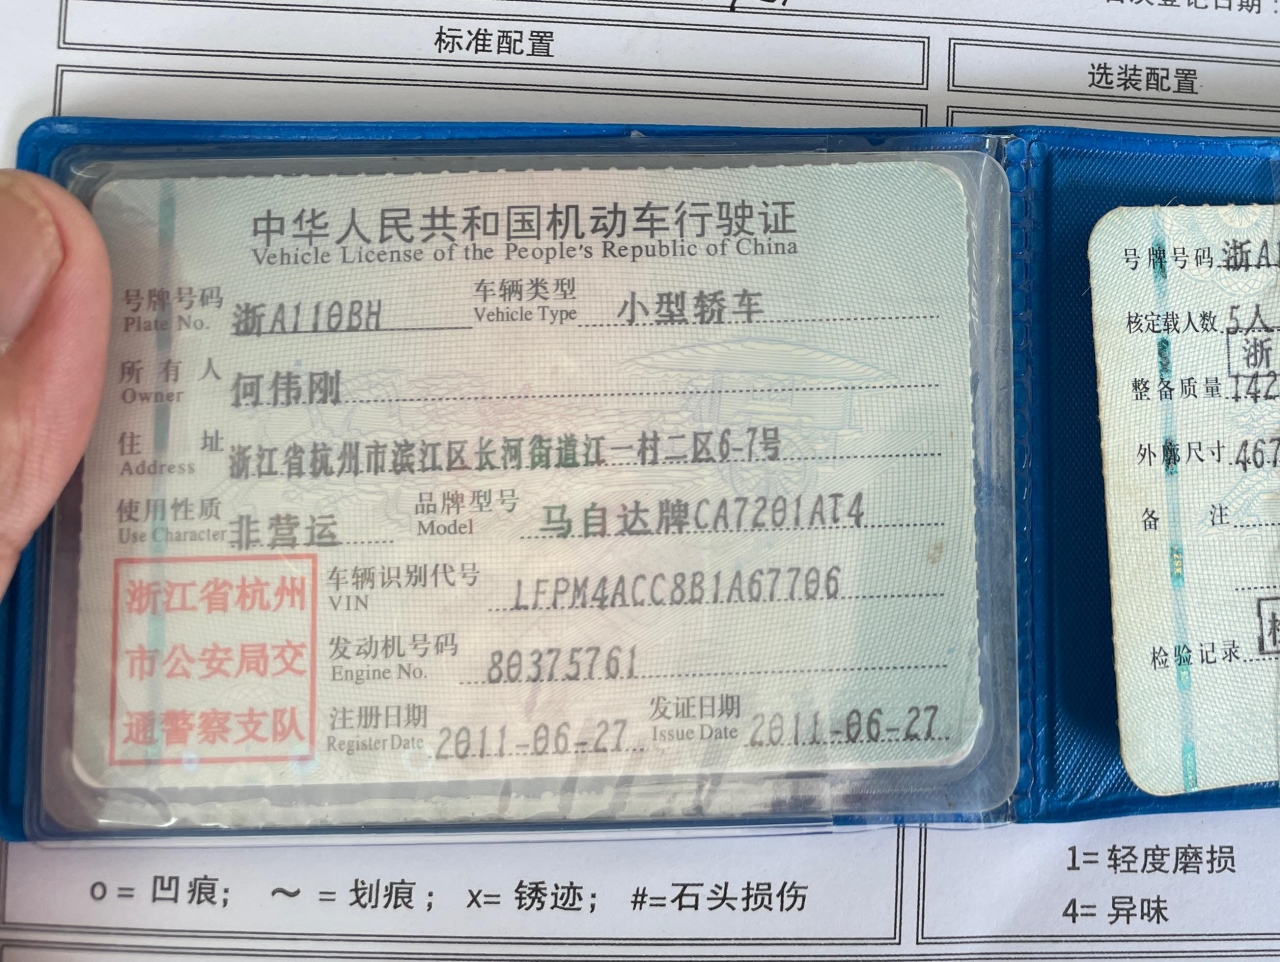 标准配置
选装配置
中华人民共和国机动车行驶证
Vehicle License of the People's Republic of China
号牌号码 浙A110BH 车辆类型 小型轿车
Plate No. Vehicle Type
所有人 何伟刚
Owner
住址 浙江省杭州市滨江区长河街道江一村二区6-7号
Address
使用性质 非营运 品牌型号 马自达牌CA7201AT4
Use Character Model
浙江省杭州
市公安局交
通警察支队
车辆识别代号 LFPM4ACC8B1A67706
VIN
发动机号码 80375761
Engine No.
注册日期 2011-06-27 发证日期 2011-06-27
Register Date Issue Date
号牌号码 浙A1
核定载人数 5人
浙
整备质量 142
外廓尺寸 467
备注
检验记录
o = 凹痕; ～ = 划痕; x= 锈迹; #=石头损伤
1= 轻度磨损
4= 异味